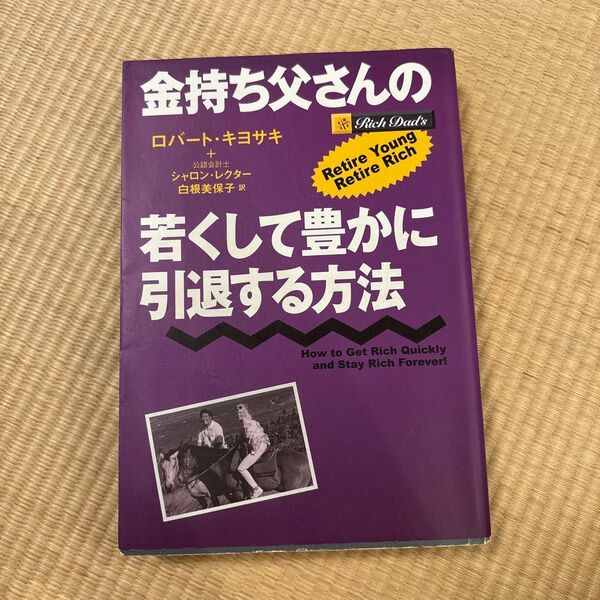 金持ち父さんの
Rich Dad's
Retire Young
Retire Rich
ロバート・キヨサキ
+
公認会計士
シャロン・レクター
白根美保子 訳
若くして豊かに
引退する方法
How to Get Rich Quickly
and Stay Rich Forever!